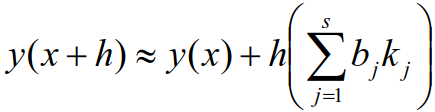 y(x+h) ≈ y(x) + h(∑_{j=1}^{s} b_j k_j)